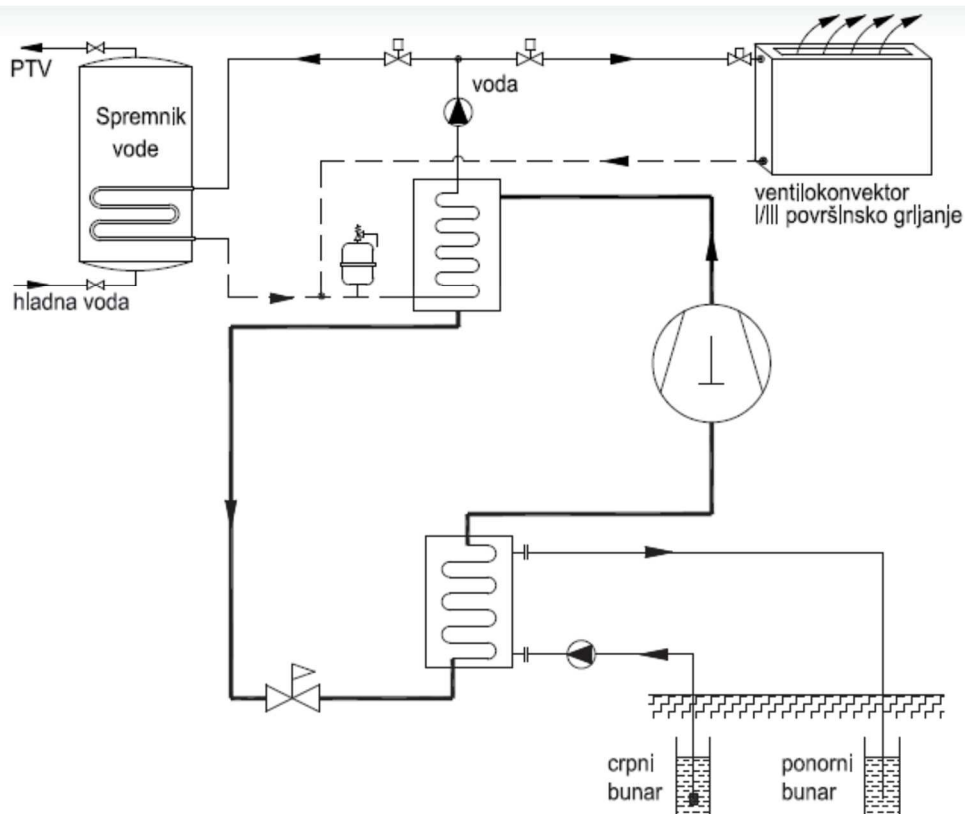 PTV
Spremnik
vode
hladna voda
voda
ventilokonvektor
i/ili površinsko grijanje
crpni
bunar
ponorni
bunar